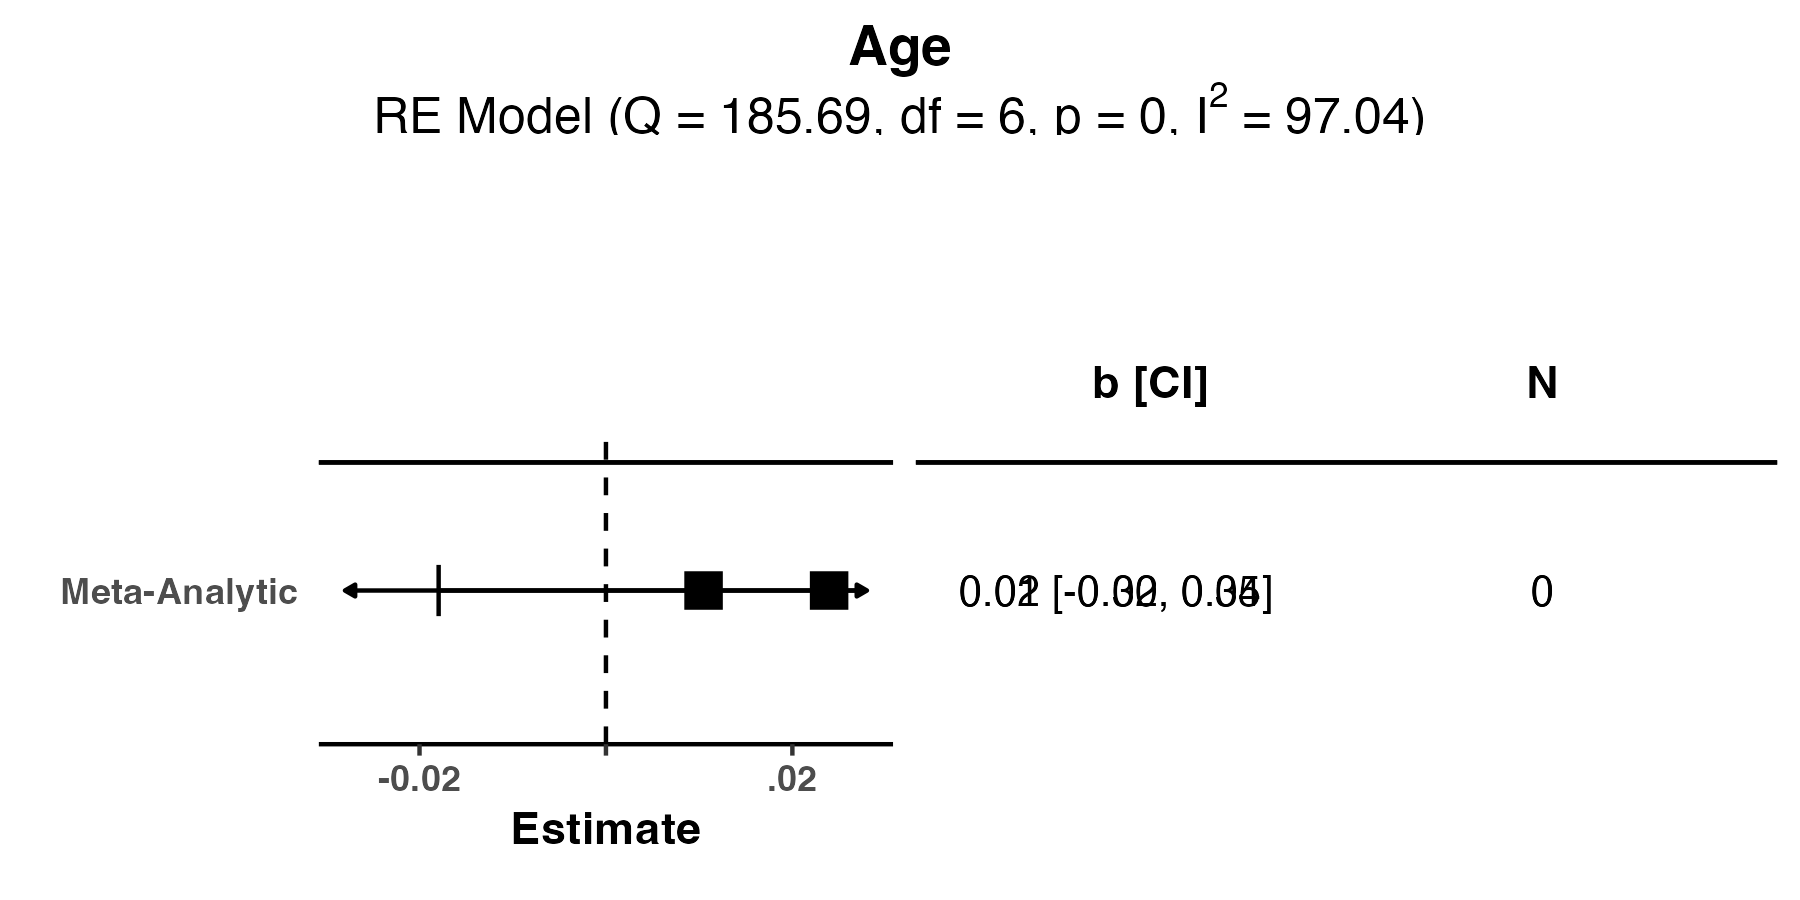 Age
RE Model (Q = 185.69, df = 6, p = 0, I² = 97.04)
b [CI] N
Meta-Analytic 0
-0.02 .02
Estimate